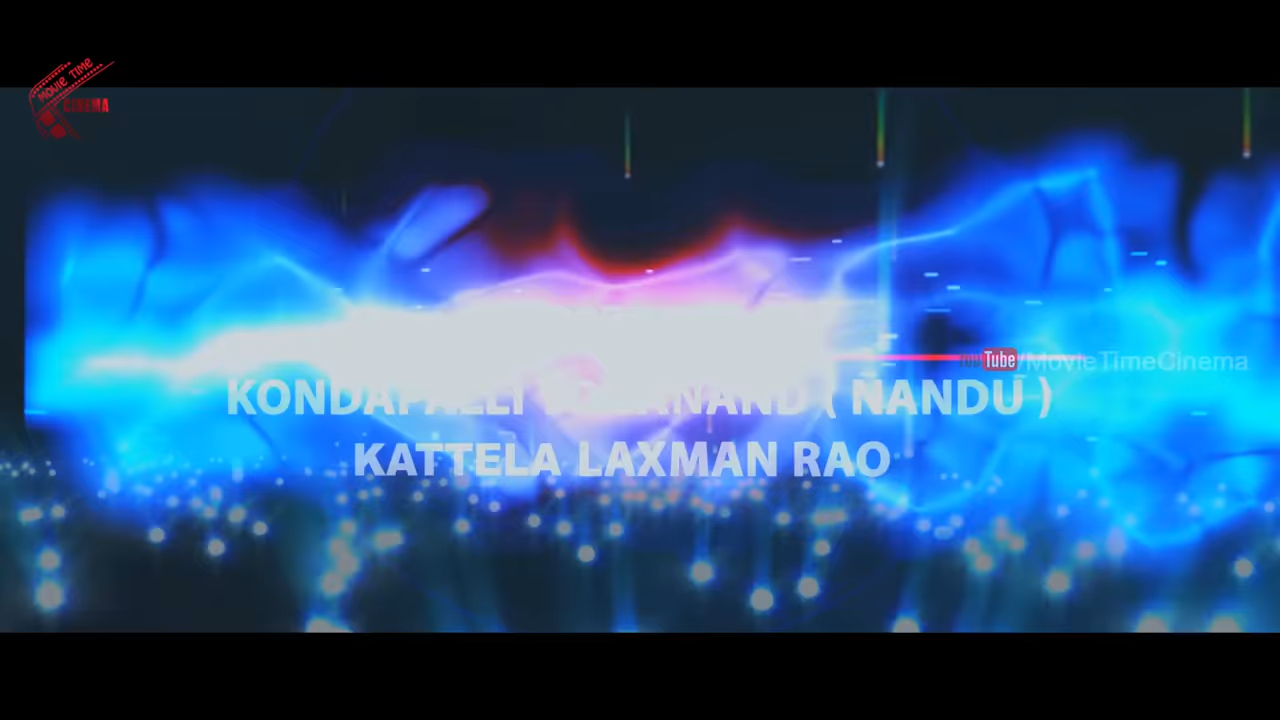 MOVIE TIME
CINEMA
YouTube /MovieTimeCinema
KONDAPALLI ( NANDU )
KATTELA LAXMAN RAO